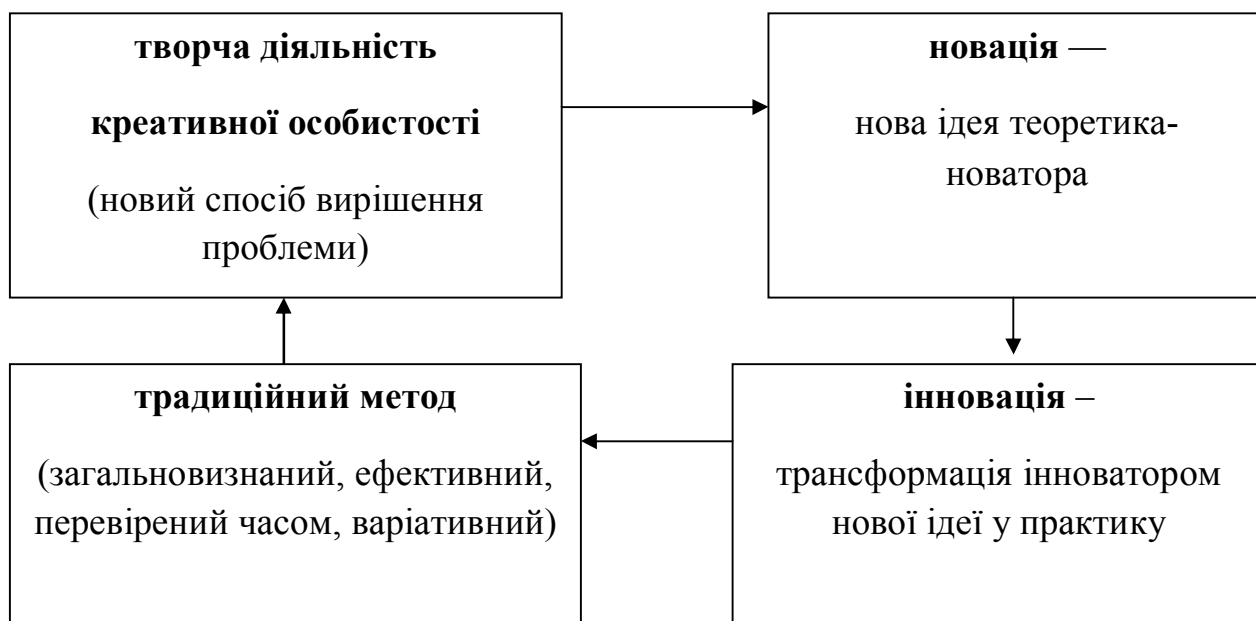 творча діяльність
креативної особистості
(новий спосіб вирішення
проблеми)
новація —
нова ідея теоретика-
новатора
традиційний метод
(загальновизнаний, ефективний,
перевірений часом, варіативний)
інновація –
трансформація інноватором
нової ідеї у практику